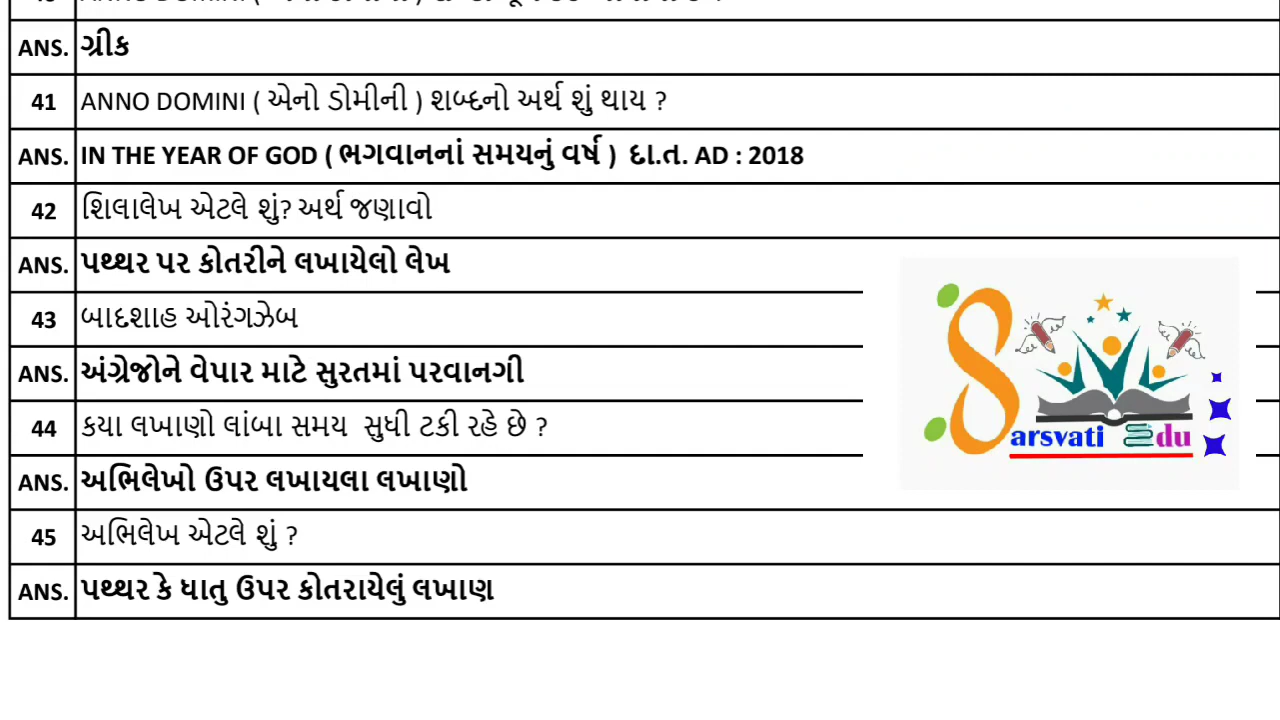 ANS. ગ્રીક
41 ANNO DOMINI ( એનો ડોમીની ) શબ્દનો અર્થ શું થાય ?
ANS. IN THE YEAR OF GOD ( ભગવાનનાં સમયનું વર્ષ ) દા.ત. AD : 2018
42 શિલાલેખ એટલે શું? અર્થ જણાવો
ANS. પથ્થર પર કોતરીને લખાયેલો લેખ
43 બાદશાહ ઓરંગઝેબ
ANS. અંગ્રેજોને વેપાર માટે સુરતમાં પરવાનગી
44 કયા લખાણો લાંબા સમય સુધી ટકી રહે છે ?
ANS. અભિલેખો ઉપર લખાયલા લખાણો
45 અભિલેખ એટલે શું ?
ANS. પથ્થર કે ધાતુ ઉપર કોતરાયેલું લખાણ
Sarsvati Edu